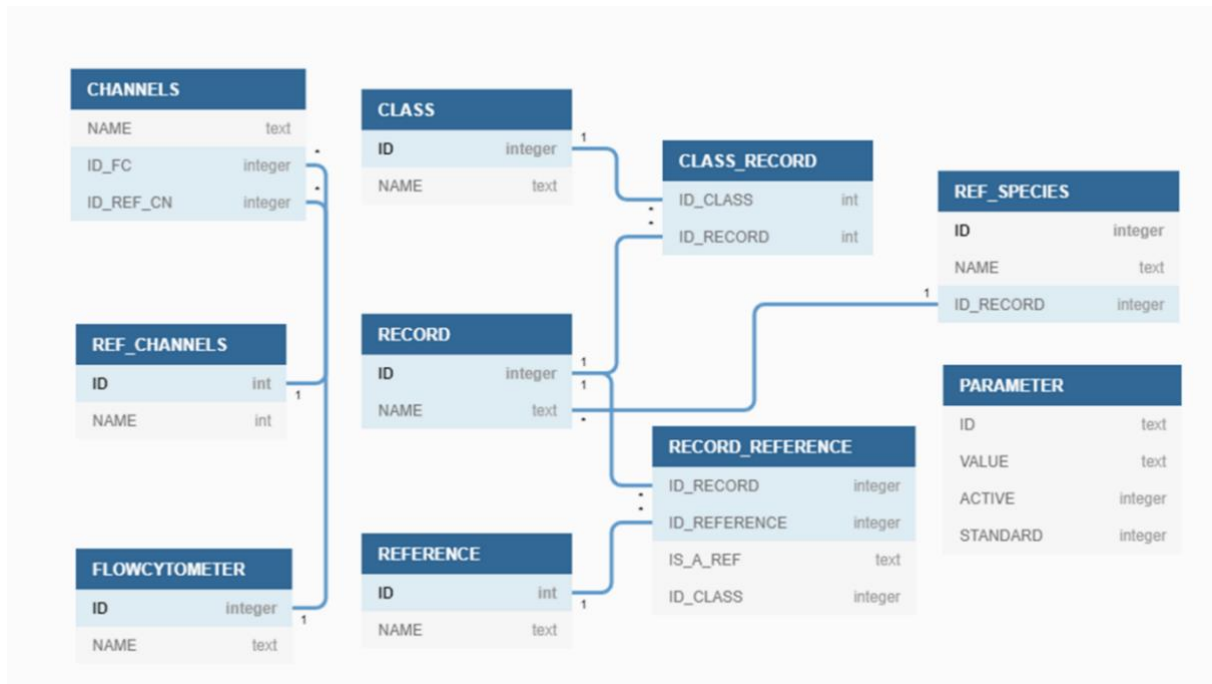 CHANNELS
NAME text
ID_FC integer
ID_REF_CN integer
REF_CHANNELS
ID int
NAME int
FLOWCYTOMETER
ID integer
NAME text
CLASS
ID integer
NAME text
RECORD
ID integer
NAME text
REFERENCE
ID int
NAME text
CLASS_RECORD
ID_CLASS int
ID_RECORD int
RECORD_REFERENCE
ID_RECORD integer
ID_REFERENCE integer
IS_A_REF text
ID_CLASS integer
REF_SPECIES
ID integer
NAME text
ID_RECORD integer
PARAMETER
ID text
VALUE text
ACTIVE integer
STANDARD integer
*
*
1
1
1
*
*
1
1
*
*
*
1
1